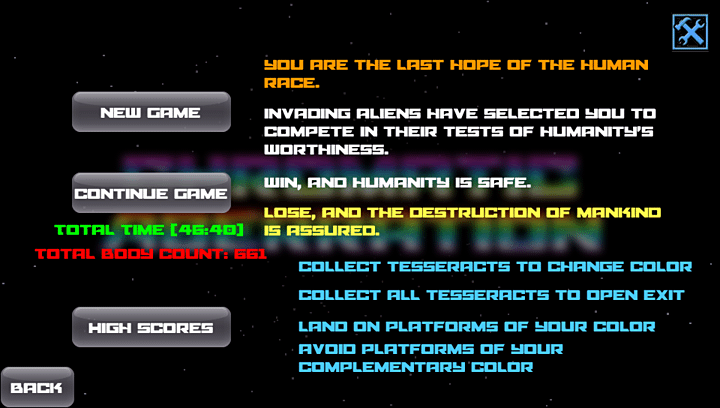 YOU ARE THE LAST HOPE OF THE HUMAN
RACE.
NEW GAME
INVADING ALIENS HAVE SELECTED YOU TO
COMPETE IN THEIR TESTS OF HUMANITY'S
WORTHINESS.
CONTINUE GAME
WIN, AND HUMANITY IS SAFE.
LOSE, AND THE DESTRUCTION OF MANKIND
IS ASSURED.
TOTAL TIME [46:40]
TOTAL BODY COUNT: 661
COLLECT TESSERACTS TO CHANGE COLOR
COLLECT ALL TESSERACTS TO OPEN EXIT
HIGH SCORES
LAND ON PLATFORMS OF YOUR COLOR
AVOID PLATFORMS OF YOUR
COMPLEMENTARY COLOR
BACK